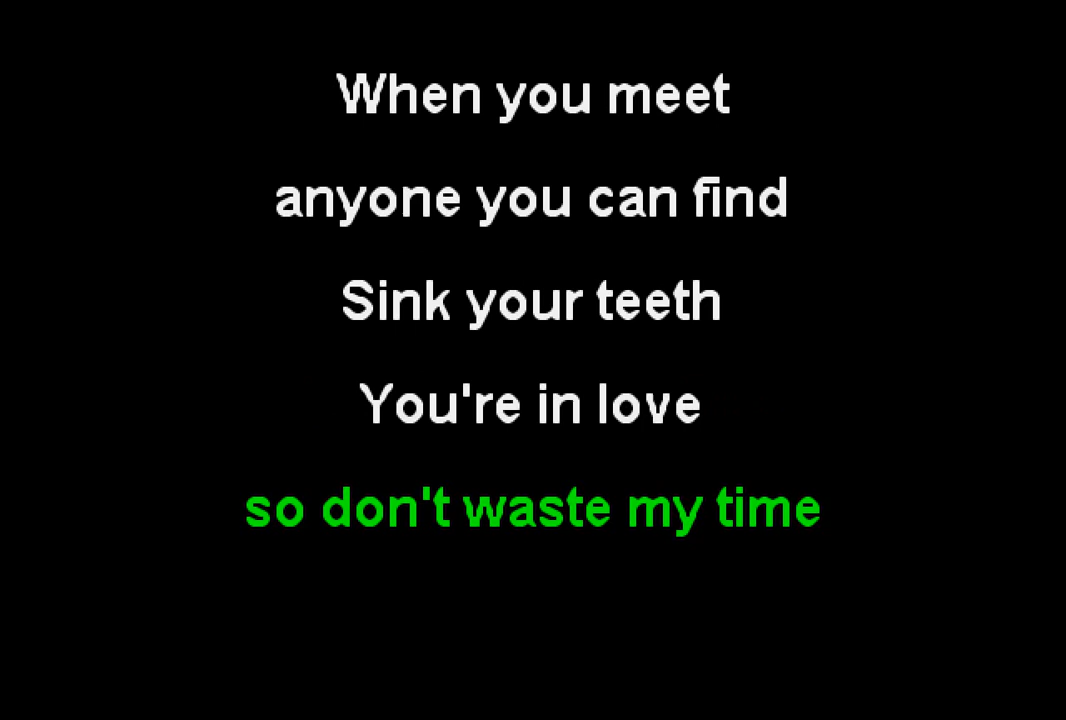 When you meet
anyone you can find
Sink your teeth
You're in love
so don't waste my time